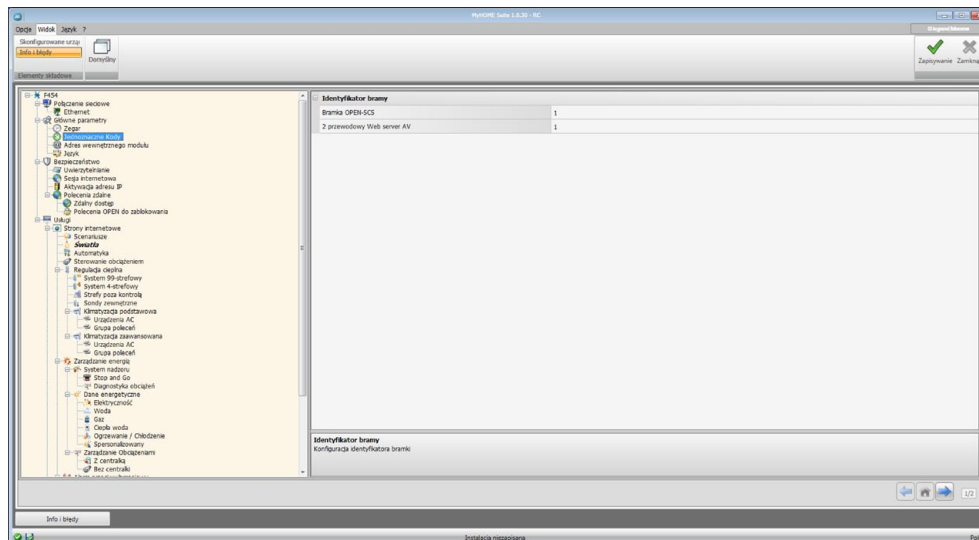 MyHOME Suite 1.0.30 - RC
Opcje Widok Język ?
Skonfigurowane urzą
Info i błędy
Domyślny
Elementy składowe
Zapisywanie Zamkną
F454
Połączenie sieciowe
Ethernet
Główne parametry
Zegar
Jednoznaczne Kody
Adres wewnętrznego modułu
Język
Bezpieczeństwo
Uwierzytelnianie
Sesja internetowa
Aktywacja adresu IP
Polecenia zdalne
Zdalny dostęp
Polecenia OPEN do zablokowania
Usługi
Strony internetowe
Scenariusze
Światła
Automatyka
Sterowanie obciążeniem
Regulacja cieplna
System 99-strefowy
System 4-strefowy
Strefy poza kontrolą
Sondy zewnętrzne
Klimatyzacja podstawowa
Urządzenia AC
Grupa poleceń
Klimatyzacja zaawansowana
Urządzenia AC
Grupa poleceń
Zarządzanie energią
System nadzoru
Stop and Go
Diagnostyka obciążeń
Dane energetyczne
Elektryczność
Woda
Gaz
Ciepła woda
Ogrzewanie / Chłodzenie
Spersonalizowany
Zarządzanie Obciążeniami
Z centralką
Bez centralki
Identyfikator bramy
Bramka OPEN-SCS 1
2 przewodowy Web server AV 1
Identyfikator bramy
Konfiguracja identyfikatora bramki
1/2
Info i błędy
Instalacja niezapisana